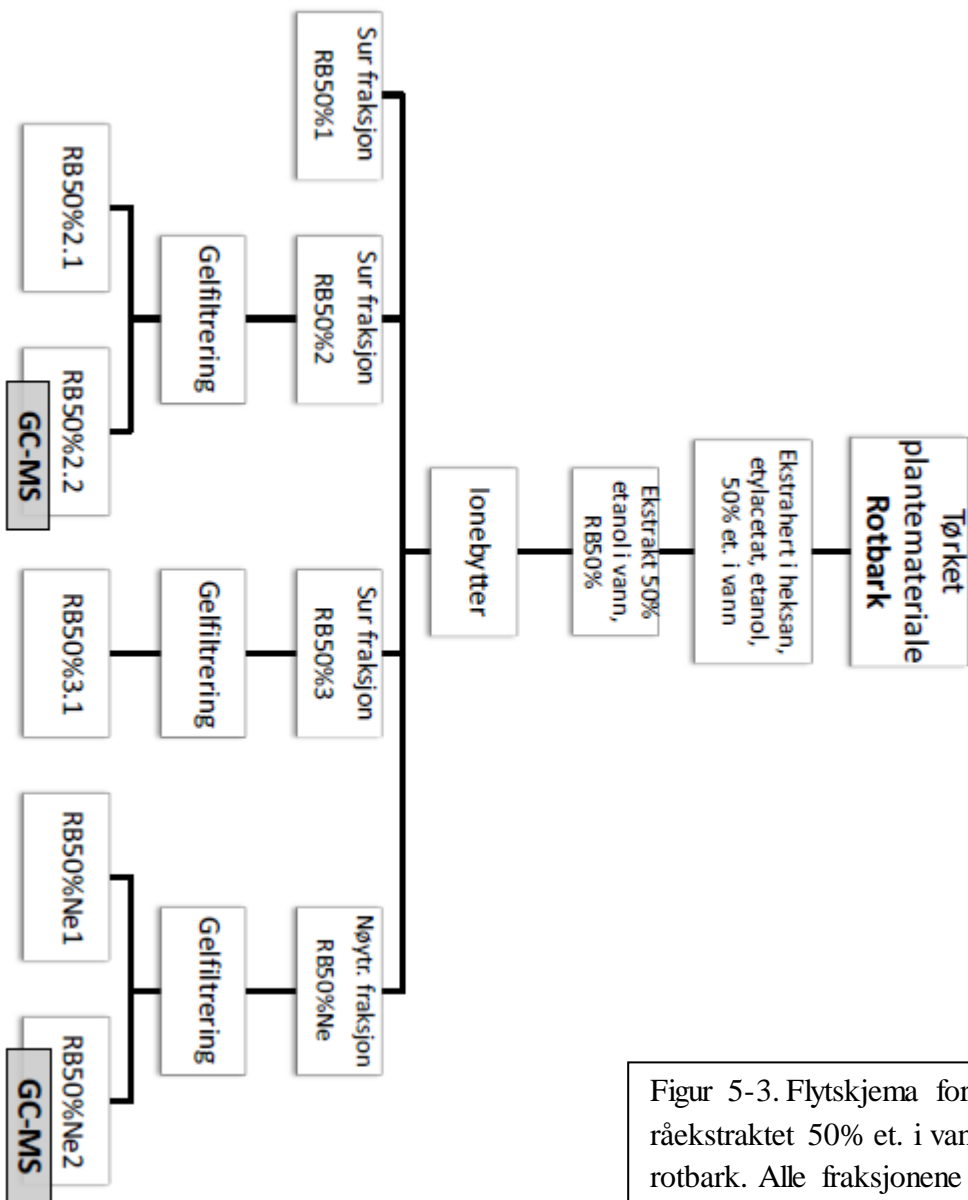 Tørket
plantemateriale
Rotbark
Ekstrahert i heksan,
etylacetat, etanol,
50% et. i vann
Ekstrakt 50%
etanol i vann,
RB50%
Ionebytter
Sur fraksjon
RB50%1
Sur fraksjon
RB50%2
Sur fraksjon
RB50%3
Nøytr. fraksjon
RB50%Ne
Gelfiltrering
Gelfiltrering
Gelfiltrering
RB50%2.1
RB50%2.2
GC-MS
RB50%3.1
RB50%Ne1
RB50%Ne2
GC-MS
Figur 5-3. Flytskjema for
råekstraktet 50% et. i van
rotbark. Alle fraksjonene